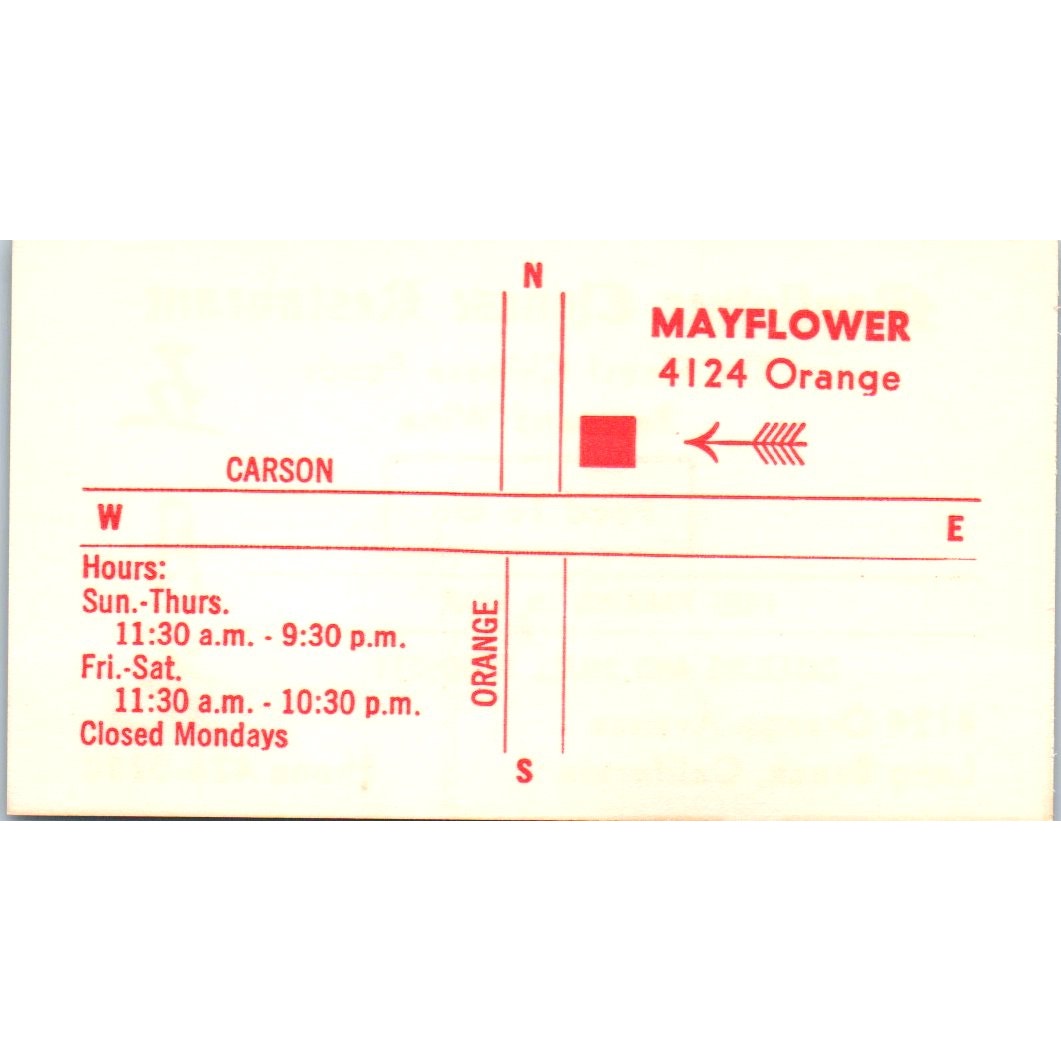 N
MAYFLOWER
4124 Orange
CARSON
W
E
Hours:
Sun.-Thurs.
11:30 a.m. - 9:30 p.m.
Fri.-Sat.
11:30 a.m. - 10:30 p.m.
Closed Mondays
ORANGE
S